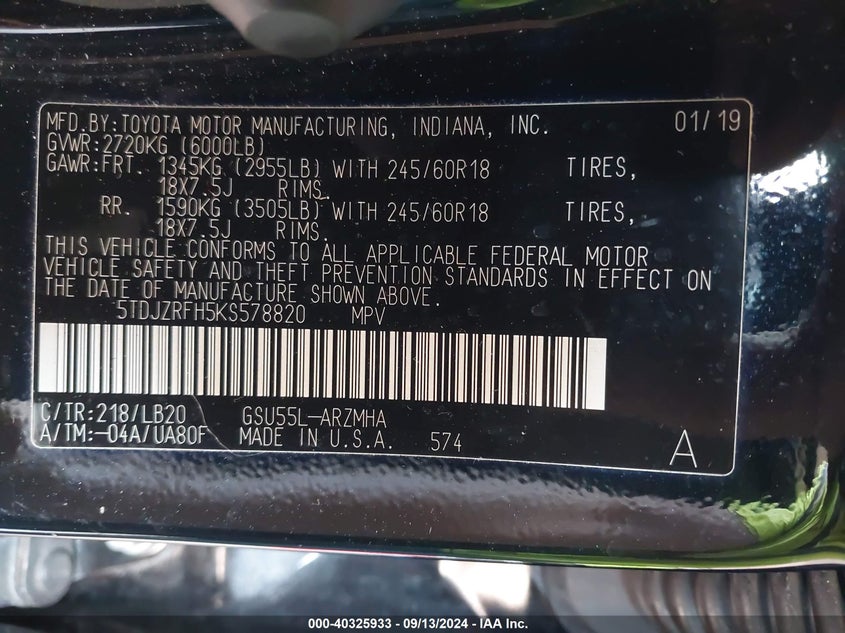 MFD.BY:TOYOTA MOTOR MANUFACTURING, INDIANA, INC. 01/19
GVWR:2720KG (6000LB)
GAWR:FRT. 1345KG (2955LB) WITH 245/60R18 TIRES,
18X7.5J RIMS.
RR. 1590KG (3505LB) WITH 245/60R18 TIRES,
18X7.5J RIMS.
THIS VEHICLE CONFORMS TO ALL APPLICABLE FEDERAL MOTOR
VEHICLE SAFETY AND THEFT PREVENTION STANDARDS IN EFFECT ON
THE DATE OF MANUFACTURE SHOWN ABOVE.
5TDJZRFH5KS578820 MPV
C/TR:218/LB20 GSU55L-ARZMHA
A/TM:-04A/UA80F MADE IN U.S.A. 574 A
000-40325933 - 09/13/2024 - IAA Inc.